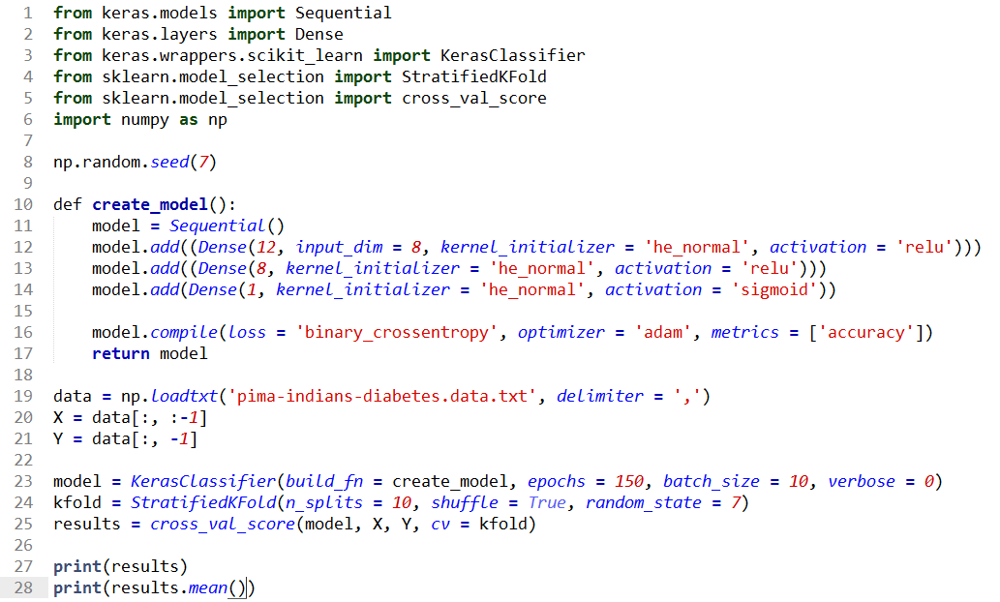 1 from keras.models import Sequential
2 from keras.layers import Dense
3 from keras.wrappers.scikit_learn import KerasClassifier
4 from sklearn.model_selection import StratifiedKFold
5 from sklearn.model_selection import cross_val_score
6 import numpy as np
7
8 np.random.seed(7)
9
10 def create_model():
11     model = Sequential()
12     model.add((Dense(12, input_dim = 8, kernel_initializer = 'he_normal', activation = 'relu')))
13     model.add((Dense(8, kernel_initializer = 'he_normal', activation = 'relu')))
14     model.add(Dense(1, kernel_initializer = 'he_normal', activation = 'sigmoid'))
15
16     model.compile(loss = 'binary_crossentropy', optimizer = 'adam', metrics = ['accuracy'])
17     return model
18
19 data = np.loadtxt('pima-indians-diabetes.data.txt', delimiter = ',')
20 X = data[:, :-1]
21 Y = data[:, -1]
22
23 model = KerasClassifier(build_fn = create_model, epochs = 150, batch_size = 10, verbose = 0)
24 kfold = StratifiedKFold(n_splits = 10, shuffle = True, random_state = 7)
25 results = cross_val_score(model, X, Y, cv = kfold)
26
27 print(results)
28 print(results.mean())